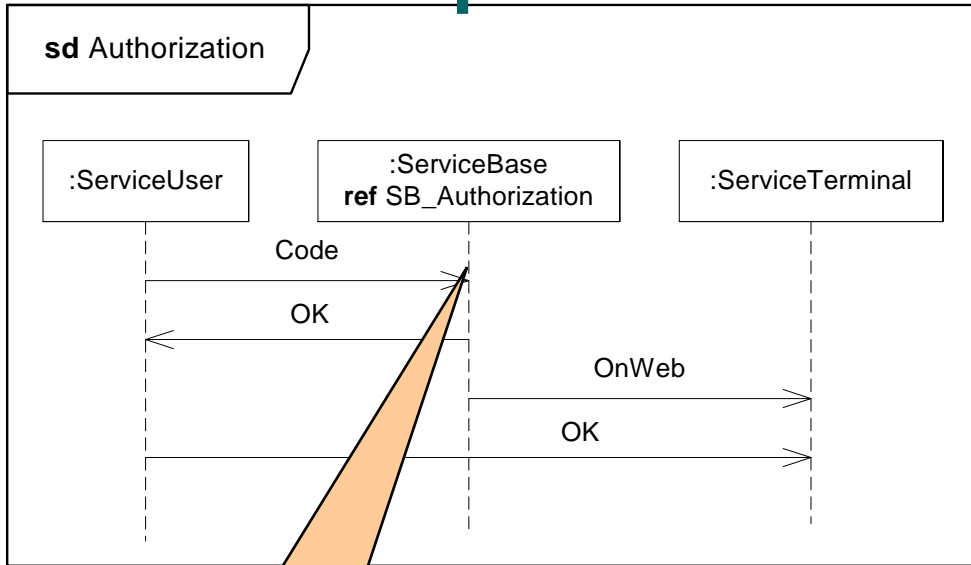 sd Authorization
:ServiceUser
:ServiceBase
ref SB_Authorization
:ServiceTerminal
Code
OK
OnWeb
OK